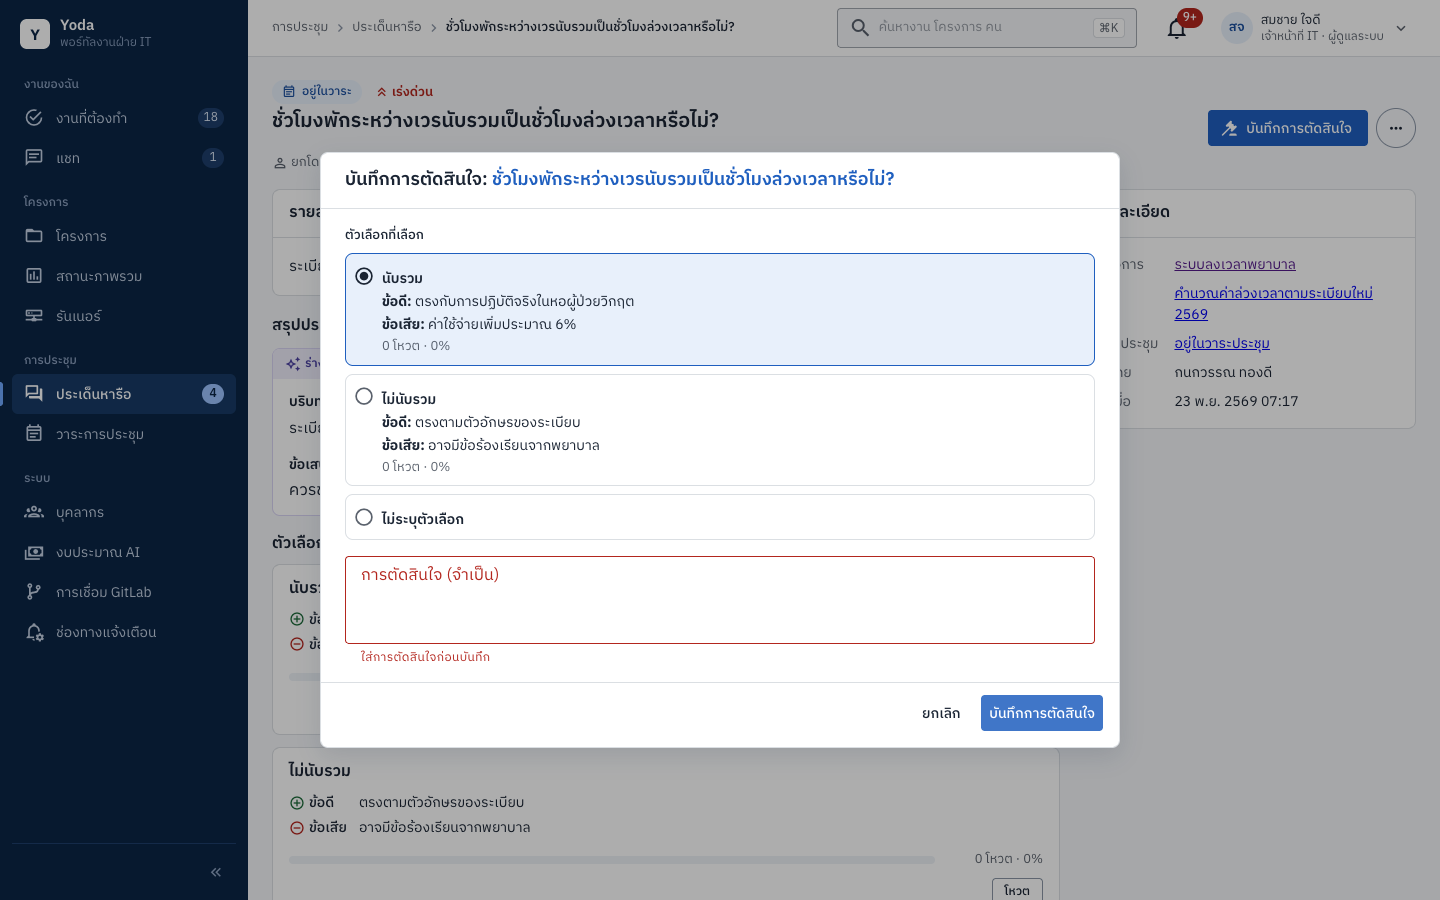 Yoda
พอร์ทัลงานฝ่าย IT
งานของฉัน
งานที่ต้องทำ 18
แชท 1
โครงการ
โครงการ
สถานะภาพรวม
รันเนอร์
การประชุม
ประเด็นหารือ 4
วาระการประชุม
ระบบ
บุคลากร
งบประมาณ AI
การเชื่อม GitLab
ช่องทางแจ้งเตือน
การประชุม > ประเด็นหารือ > ชั่วโมงพักระหว่างเวรนับรวมเป็นชั่วโมงล่วงเวลาหรือไม่?
ค้นหางาน โครงการ คน ⌘K
9+
สจ
สมชาย ใจดี
เจ้าหน้าที่ IT · ผู้ดูแลระบบ
อยู่ในวาระ เร่งด่วน
ชั่วโมงพักระหว่างเวรนับรวมเป็นชั่วโมงล่วงเวลาหรือไม่?
บันทึกการตัดสินใจ
บันทึกการตัดสินใจ: ชั่วโมงพักระหว่างเวรนับรวมเป็นชั่วโมงล่วงเวลาหรือไม่?
ตัวเลือกที่เลือก
นับรวม
ข้อดี: ตรงกับการปฏิบัติจริงในหอผู้ป่วยวิกฤต
ข้อเสีย: ค่าใช้จ่ายเพิ่มประมาณ 6%
0 โหวต · 0%
ไม่นับรวม
ข้อดี: ตรงตามตัวอักษรของระเบียบ
ข้อเสีย: อาจมีข้อร้องเรียนจากพยาบาล
0 โหวต · 0%
ไม่ระบุตัวเลือก
การตัดสินใจ (จำเป็น)
ใส่การตัดสินใจก่อนบันทึก
ยกเลิก บันทึกการตัดสินใจ
ระบบลงเวลาพยาบาล
คำนวณค่าล่วงเวลาตามระเบียบใหม่
2569
อยู่ในวาระประชุม
กนกวรรณ ทองดี
23 พ.ย. 2569 07:17
ไม่นับรวม
ข้อดี ตรงตามตัวอักษรของระเบียบ
ข้อเสีย อาจมีข้อร้องเรียนจากพยาบาล
0 โหวต · 0%
โหวต